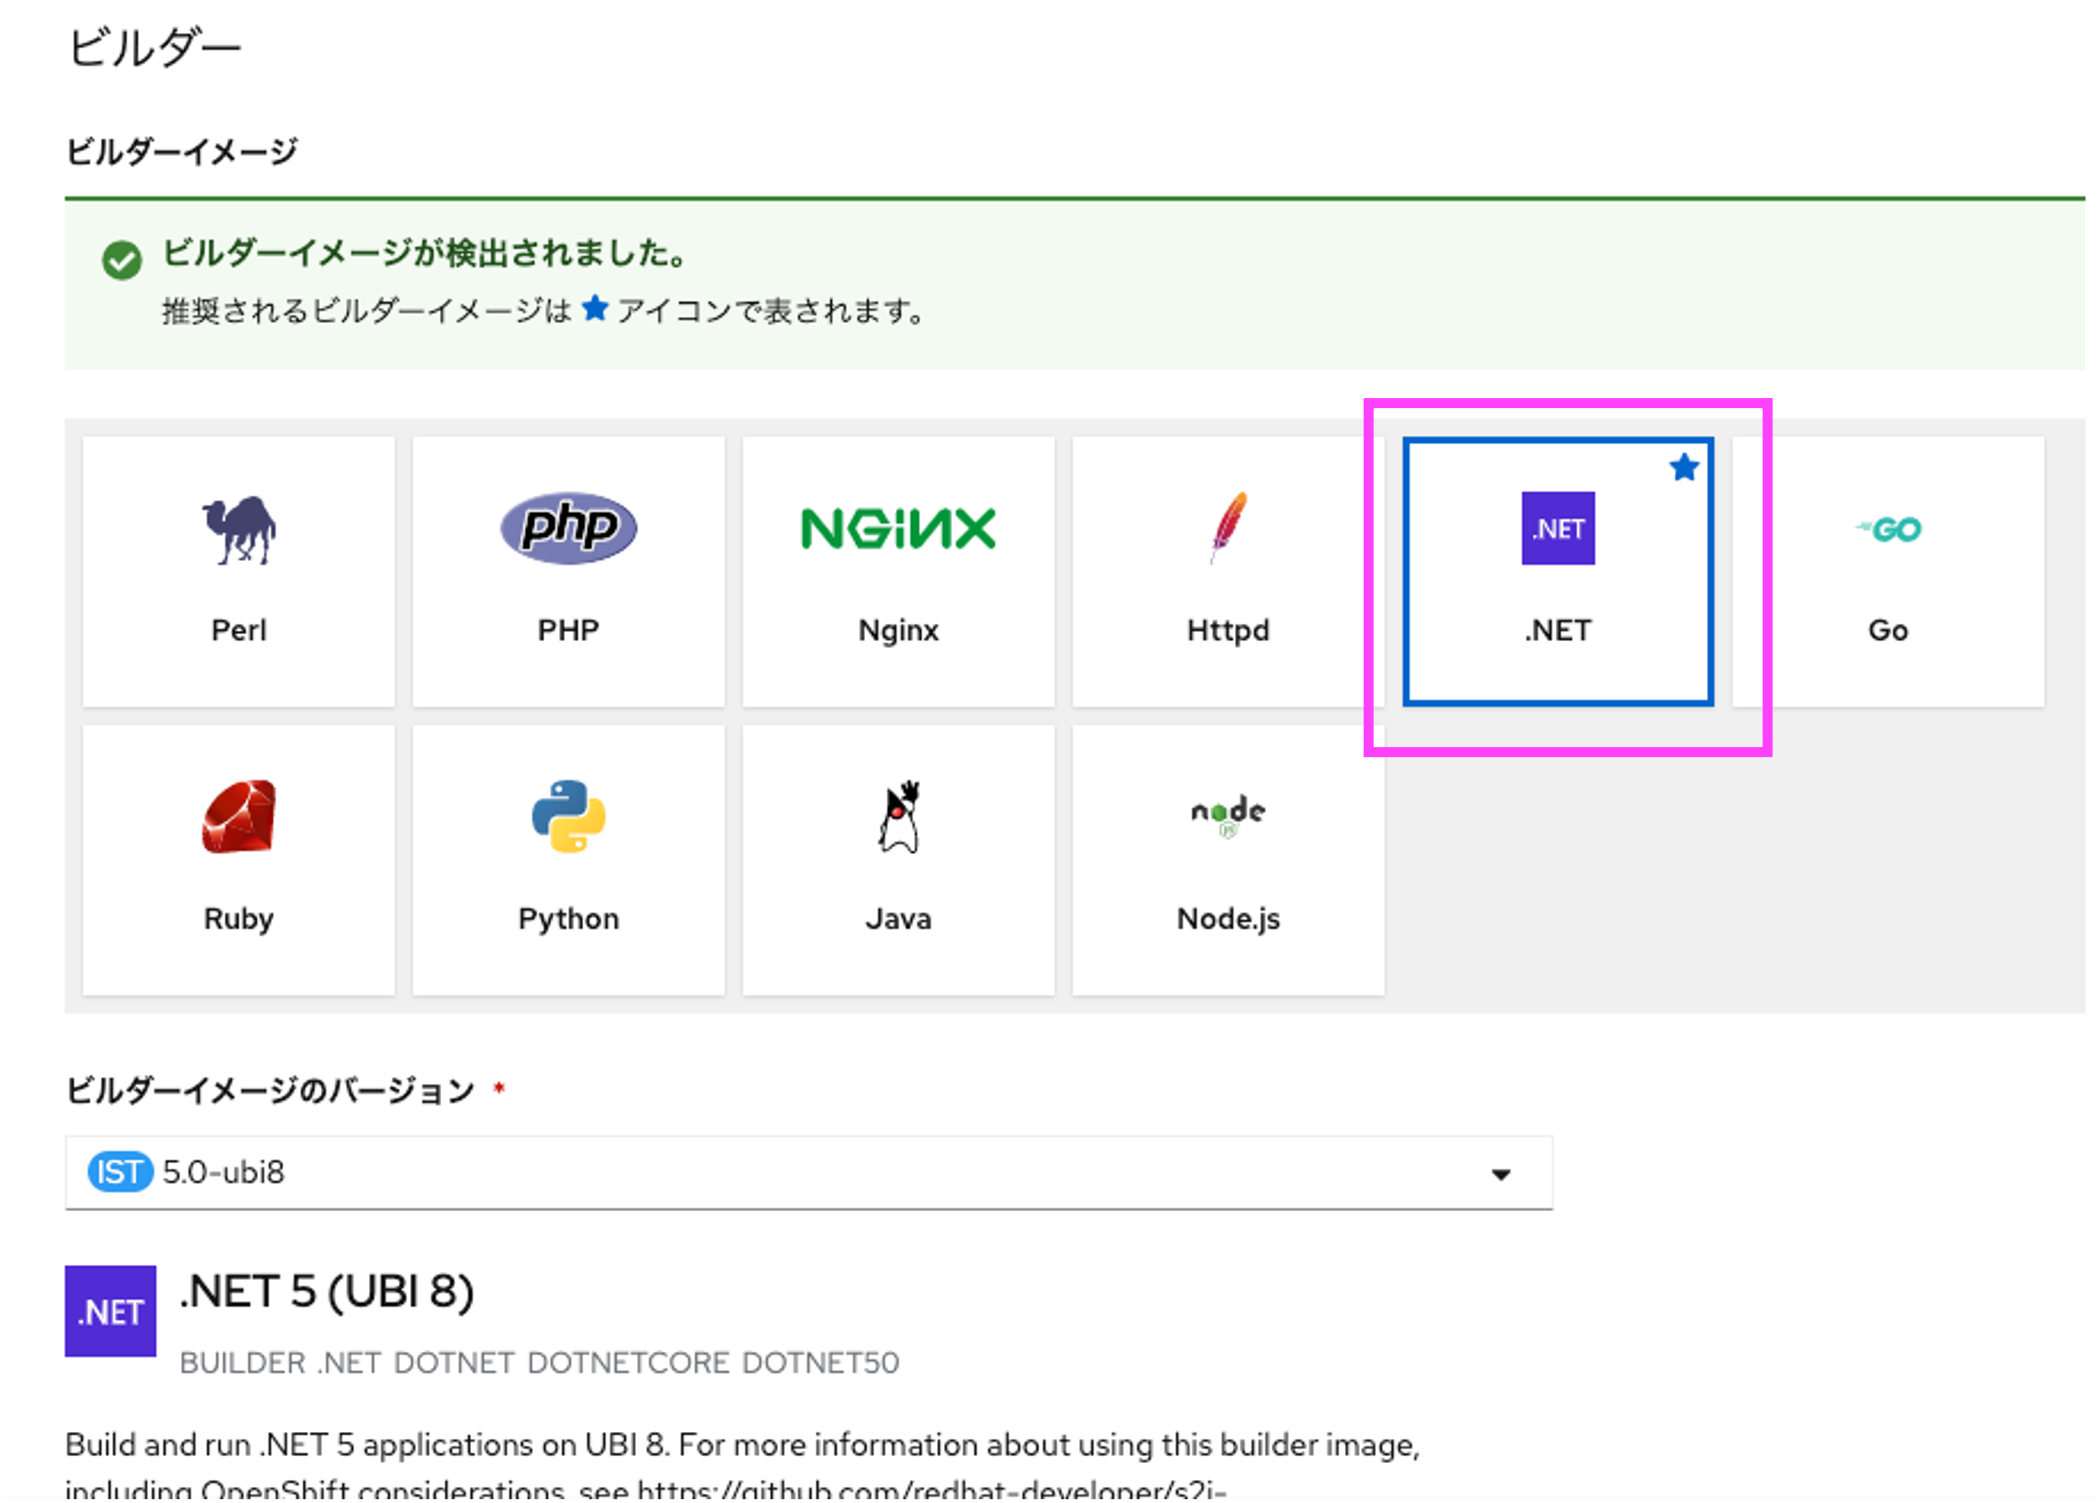 ビルダー
ビルダーイメージ
ビルダーイメージが検出されました。
推奨されるビルダーイメージは ★ アイコンで表されます。
php
NGINX
.NET
GO
Perl
PHP
Nginx
Httpd
.NET
Go
node
JS
Ruby
Python
Java
Node.js
ビルダーイメージのバージョン *
IST 5.0-ubi8
.NET
.NET 5 (UBI 8)
BUILDER .NET DOTNET DOTNETCORE DOTNET50
Build and run .NET 5 applications on UBI 8. For more information about using this builder image,
including OpenShift considerations, see https://github.com/redhat-developer/s2i-